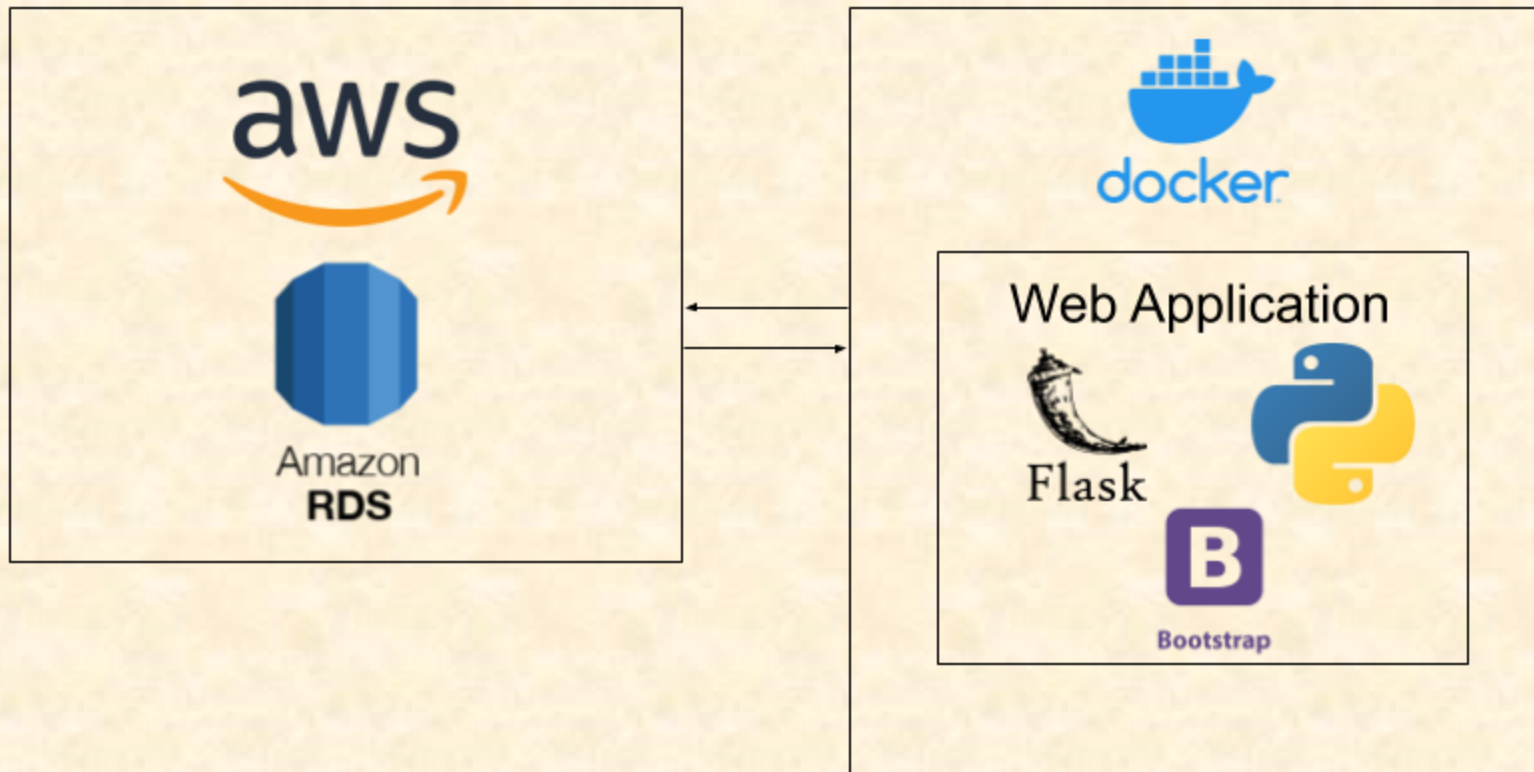 aws
Amazon
RDS
docker
Web Application
Flask
B
Bootstrap